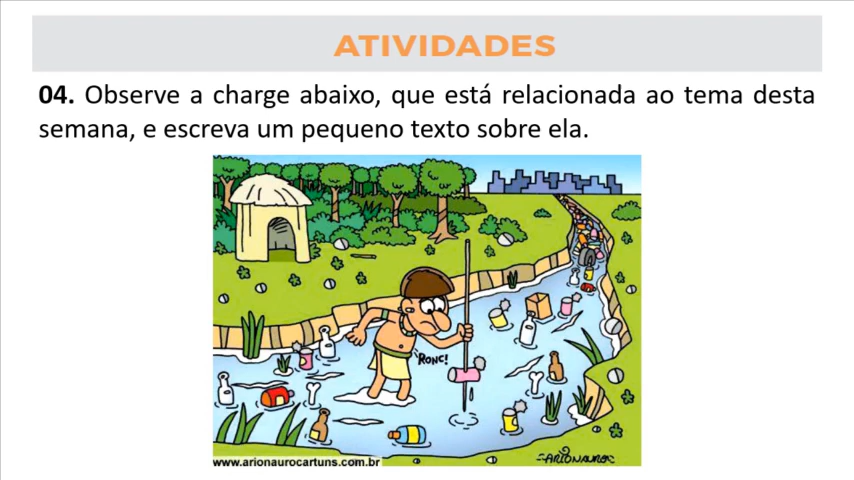 ATIVIDADES
04. Observe a charge abaixo, que está relacionada ao tema desta
semana, e escreva um pequeno texto sobre ela.
RONC!
www.arionaurocartuns.com.br
-ARIONAURO-